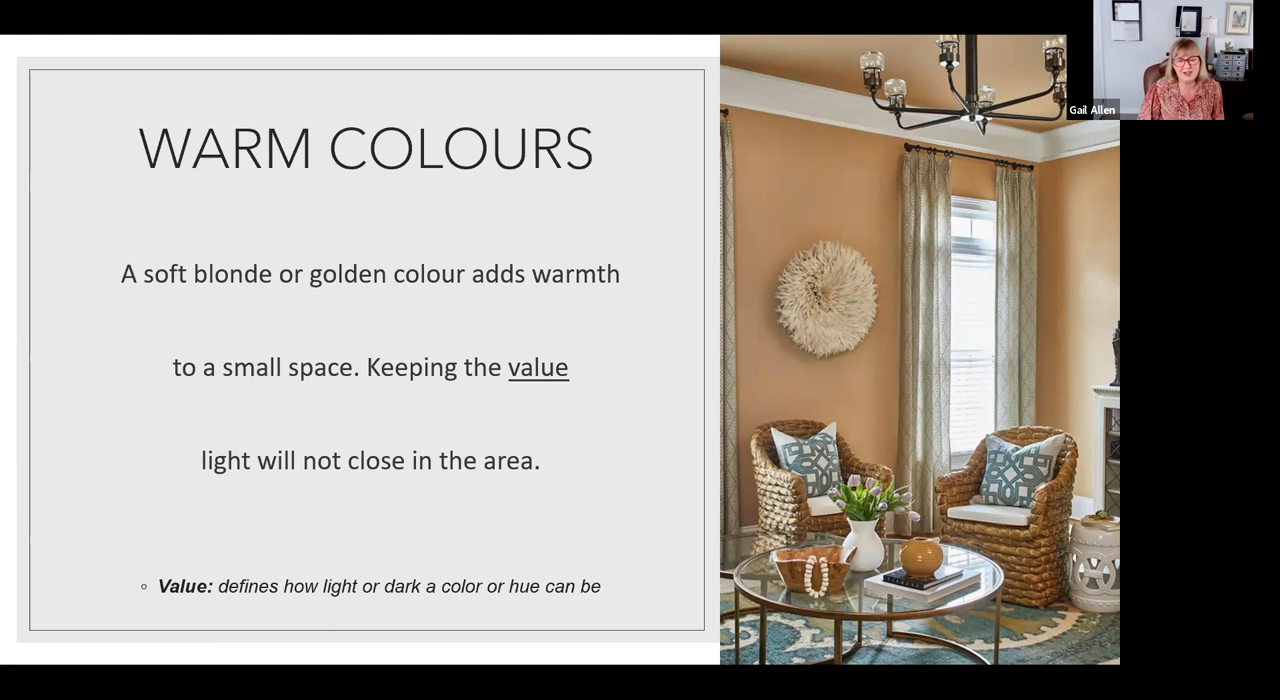 WARM COLOURS
A soft blonde or golden colour adds warmth
to a small space. Keeping the value
light will not close in the area.
Value: defines how light or dark a color or hue can be
Gail Allen